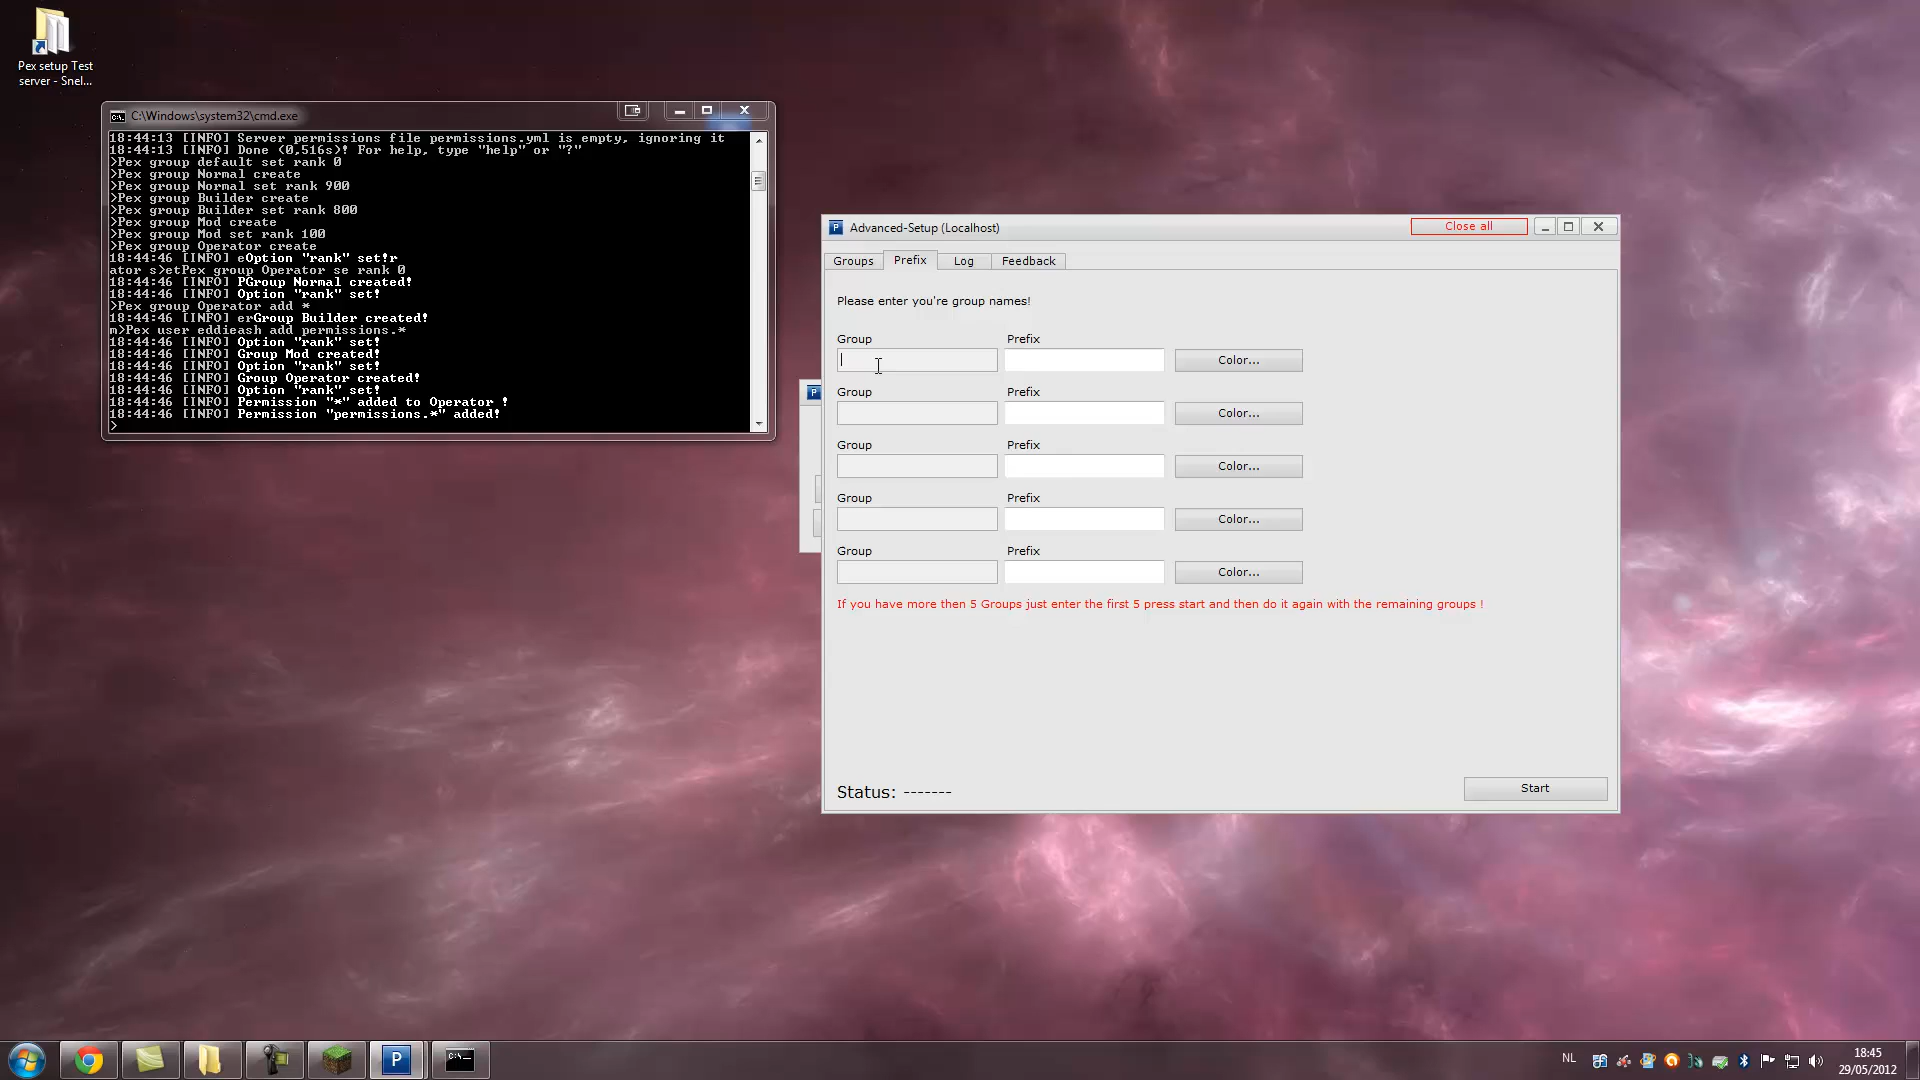 Pex setup Test
server - Snel...
C:\Windows\system32\cmd.exe
18:44:13 [INFO] Server permissions file permissions.yml is empty, ignoring it
18:44:13 [INFO] Done (0,516s)! For help, type "help" or "?"
>Pex group default set rank 0
>Pex group Normal create
>Pex group Normal set rank 900
>Pex group Builder create
>Pex group Builder set rank 800
>Pex group Mod create
>Pex group Mod set rank 100
>Pex group Operator create
18:44:46 [INFO] eOption "rank" set!r
ator s>etPex group Operator se rank 0
18:44:46 [INFO] PGroup Normal created!
18:44:46 [INFO] Option "rank" set!
>Pex group Operator add *
18:44:46 [INFO] erGroup Builder created!
m>Pex user eddieash add permissions.*
18:44:46 [INFO] Option "rank" set!
18:44:46 [INFO] Group Mod created!
18:44:46 [INFO] Option "rank" set!
18:44:46 [INFO] Group Operator created!
18:44:46 [INFO] Option "rank" set!
18:44:46 [INFO] Permission "*" added to Operator !
18:44:46 [INFO] Permission "permissions.*" added!
>
Advanced-Setup (Localhost)
Close all
Groups Prefix Log Feedback
Please enter you're group names!
Group Prefix
Color...
Group Prefix
Color...
Group Prefix
Color...
Group Prefix
Color...
Group Prefix
Color...
If you have more then 5 Groups just enter the first 5 press start and then do it again with the remaining groups !
Status: -------
Start
NL
18:45
29/05/2012